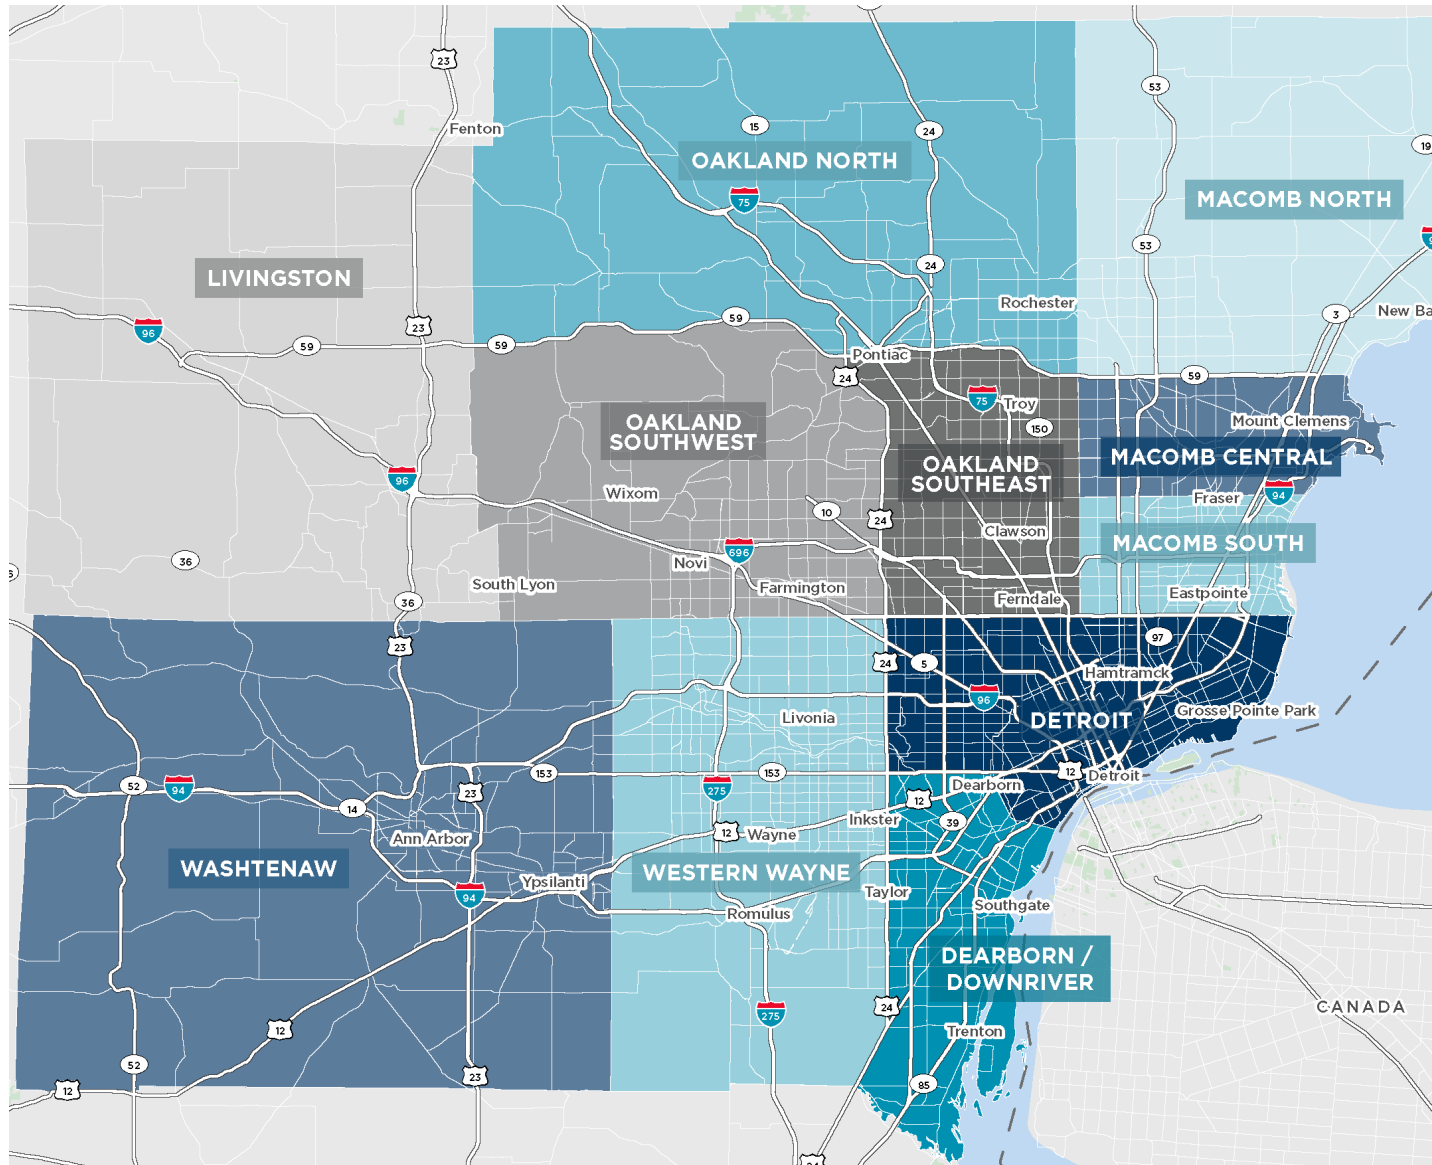 23
Fenton
53
15
24
19
OAKLAND NORTH
MACOMB NORTH
75
53
24
LIVINGSTON
Rochester
New Ba
3
59
96
23
59
59
Pontiac
24
59
75
Troy
150
OAKLAND
SOUTHWEST
Mount Clemens
MACOMB CENTRAL
OAKLAND
SOUTHEAST
96
Wixom
94
Fraser
10
24
Clawson
MACOMB SOUTH
696
Novi
36
South Lyon
Farmington
Ferndale
Eastpointe
36
23
97
24
5
Hamtramck
96
Grosse Pointe Park
Livonia
DETROIT
153
153
12
Detroit
52
94
23
275
Dearborn
14
12
39
Inkster
12
Wayne
Ann Arbor
WASHTENAW
WESTERN WAYNE
Ypsilanti
94
Taylor
Southgate
Romulus
DEARBORN /
DOWNRIVER
24
CANADA
275
12
Trenton
52
23
85
12
24